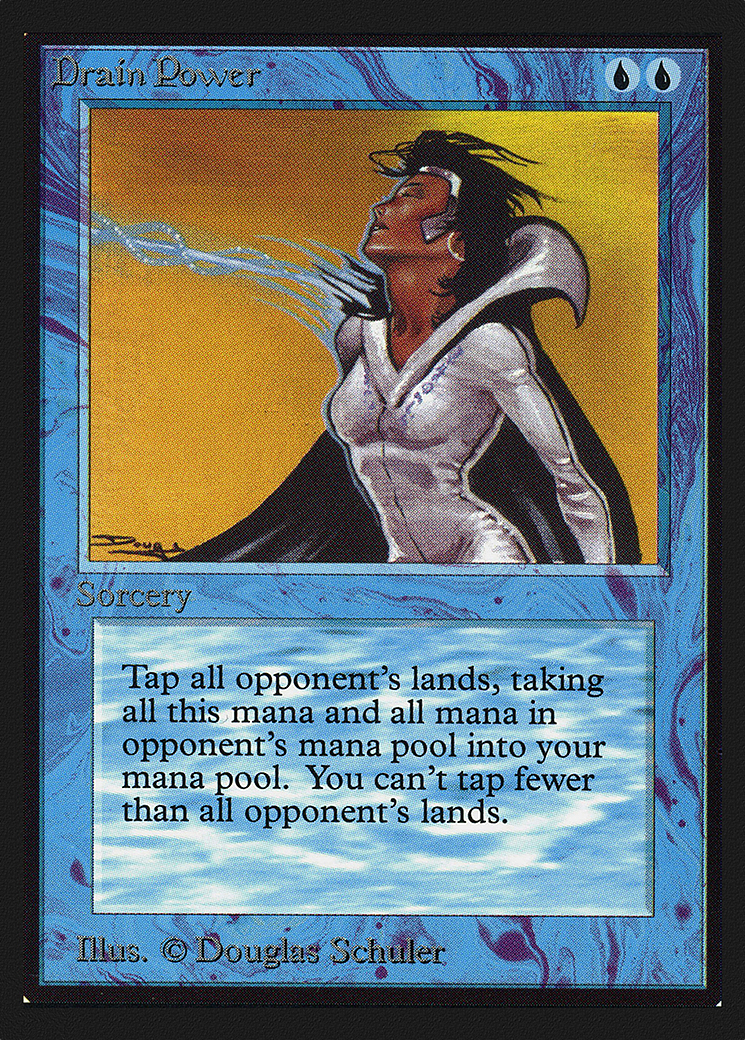 Drain Power
Sorcery
Tap all opponent's lands, taking
all this mana and all mana in
opponent's mana pool into your
mana pool. You can't tap fewer
than all opponent's lands.
Illus. © Douglas Schuler